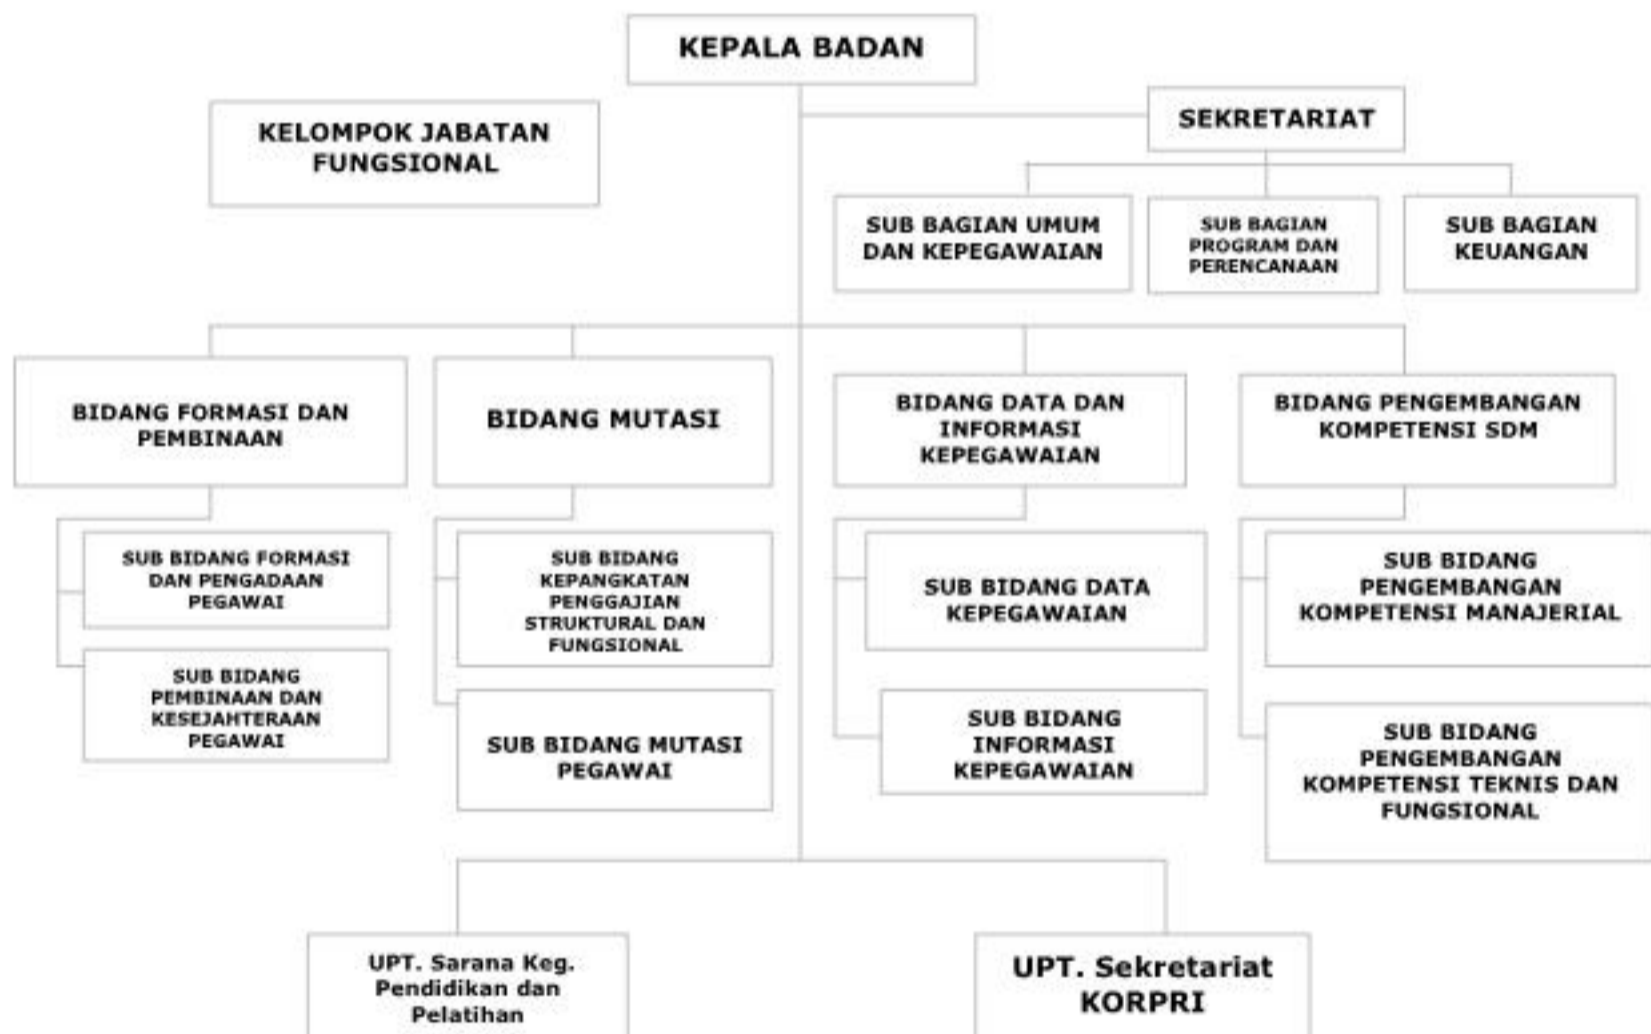 KEPALA BADAN
KELOMPOK JABATAN
FUNGSIONAL
SEKRETARIAT
SUB BAGIAN UMUM
DAN KEPEGAWAIAN
SUB BAGIAN
PROGRAM DAN
PERENCANAAN
SUB BAGIAN
KEUANGAN
BIDANG FORMASI DAN
PEMBINAAN
BIDANG MUTASI
BIDANG DATA DAN
INFORMASI
KEPEGAWAIAN
BIDANG PENGEMBANGAN
KOMPETENSI SDM
SUB BIDANG FORMASI
DAN PENGADAAN
PEGAWAI
SUB BIDANG
KEPANGKATAN
PENGGAJIAN
STRUKTURAL DAN
FUNGSIONAL
SUB BIDANG DATA
KEPEGAWAIAN
SUB BIDANG
PENGEMBANGAN
KOMPETENSI MANAJERIAL
SUB BIDANG
PEMBINAAN DAN
KESEJAHTERAAN
PEGAWAI
SUB BIDANG MUTASI
PEGAWAI
SUB BIDANG
INFORMASI
KEPEGAWAIAN
SUB BIDANG
PENGEMBANGAN
KOMPETENSI TEKNIS DAN
FUNGSIONAL
UPT. Sarana Keg.
Pendidikan dan
Pelatihan
UPT. Sekretariat
KORPRI